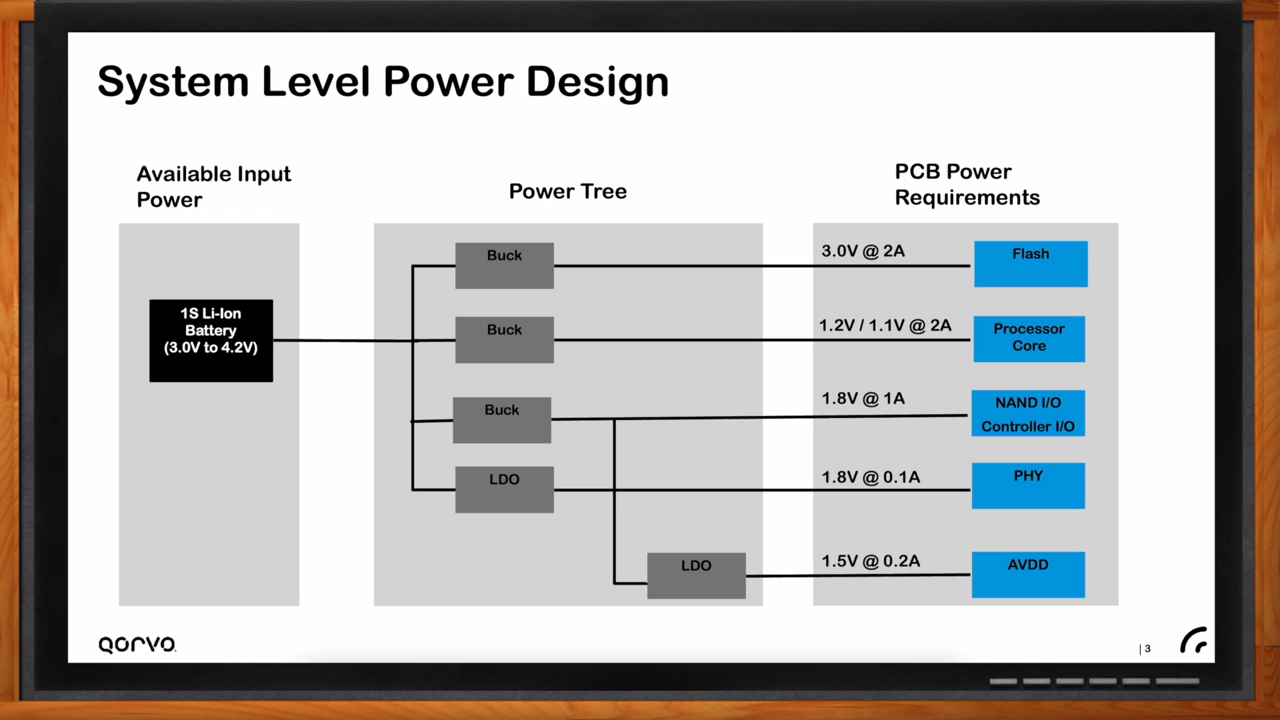 System Level Power Design
Available Input
Power
Power Tree
PCB Power
Requirements
1S Li-Ion
Battery
(3.0V to 4.2V)
Buck
3.0V @ 2A
Flash
Buck
1.2V / 1.1V @ 2A
Processor
Core
Buck
1.8V @ 1A
NAND I/O
Controller I/O
LDO
1.8V @ 0.1A
PHY
LDO
1.5V @ 0.2A
AVDD
QORVO
| 3